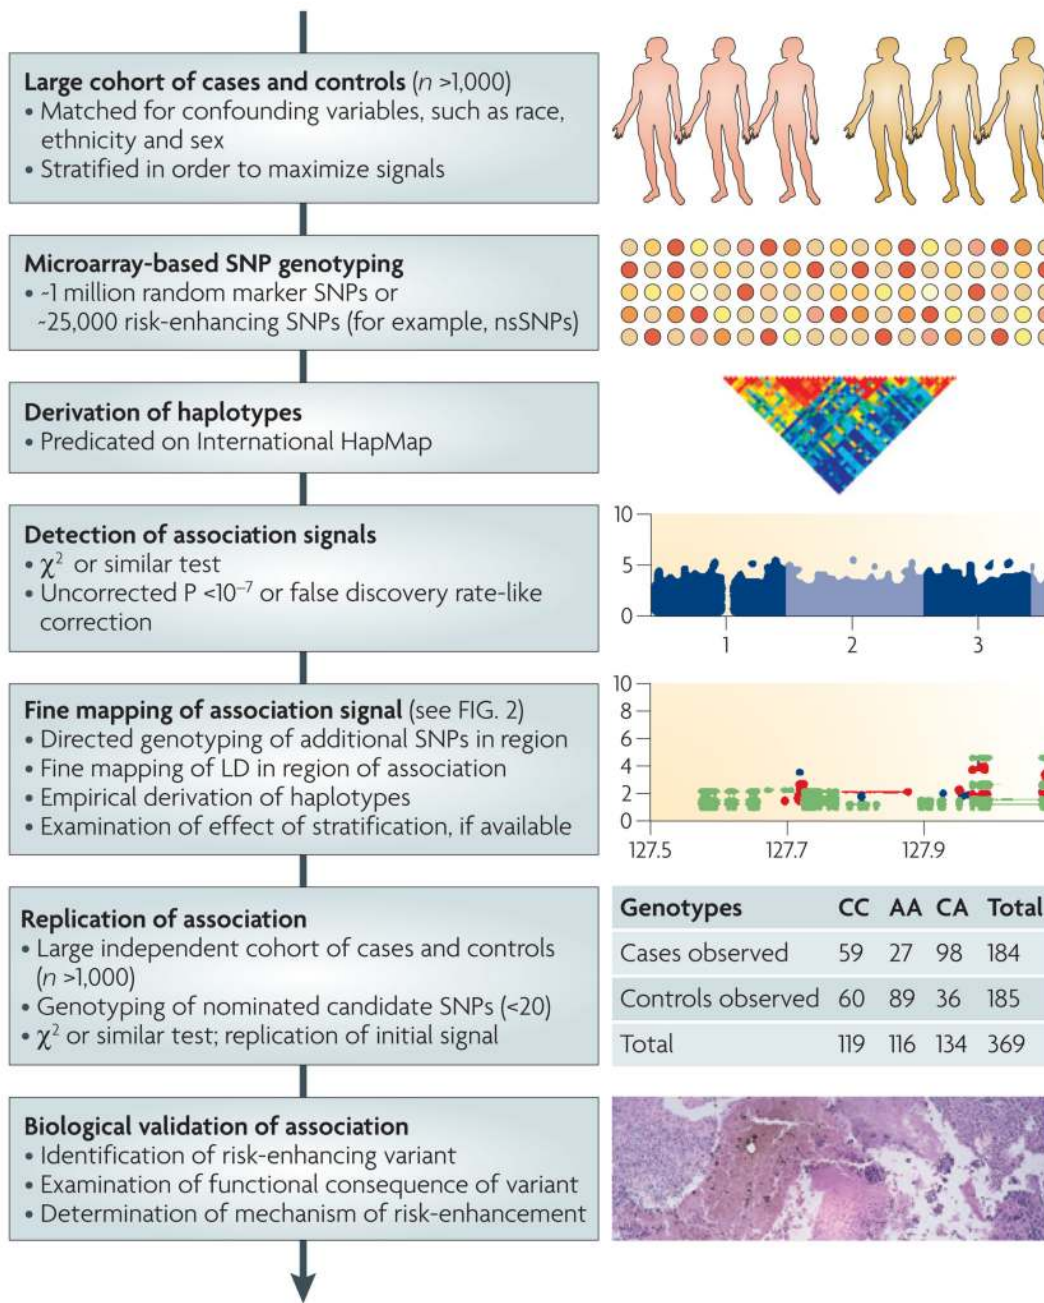 Large cohort of cases and controls (n >1,000)
• Matched for confounding variables, such as race,
ethnicity and sex
• Stratified in order to maximize signals
Microarray-based SNP genotyping
• ~1 million random marker SNPs or
~25,000 risk-enhancing SNPs (for example, nsSNPs)
Derivation of haplotypes
• Predicated on International HapMap
Detection of association signals
• χ² or similar test
• Uncorrected P <10⁻⁷ or false discovery rate-like
correction
10
5
0
1 2 3
Fine mapping of association signal (see FIG. 2)
• Directed genotyping of additional SNPs in region
• Fine mapping of LD in region of association
• Empirical derivation of haplotypes
• Examination of effect of stratification, if available
10
8
6
4
2
0
127.5 127.7 127.9
Replication of association
• Large independent cohort of cases and controls
(n >1,000)
• Genotyping of nominated candidate SNPs (<20)
• χ² or similar test; replication of initial signal
Genotypes CC AA CA Total
Cases observed 59 27 98 184
Controls observed 60 89 36 185
Total 119 116 134 369
Biological validation of association
• Identification of risk-enhancing variant
• Examination of functional consequence of variant
• Determination of mechanism of risk-enhancement